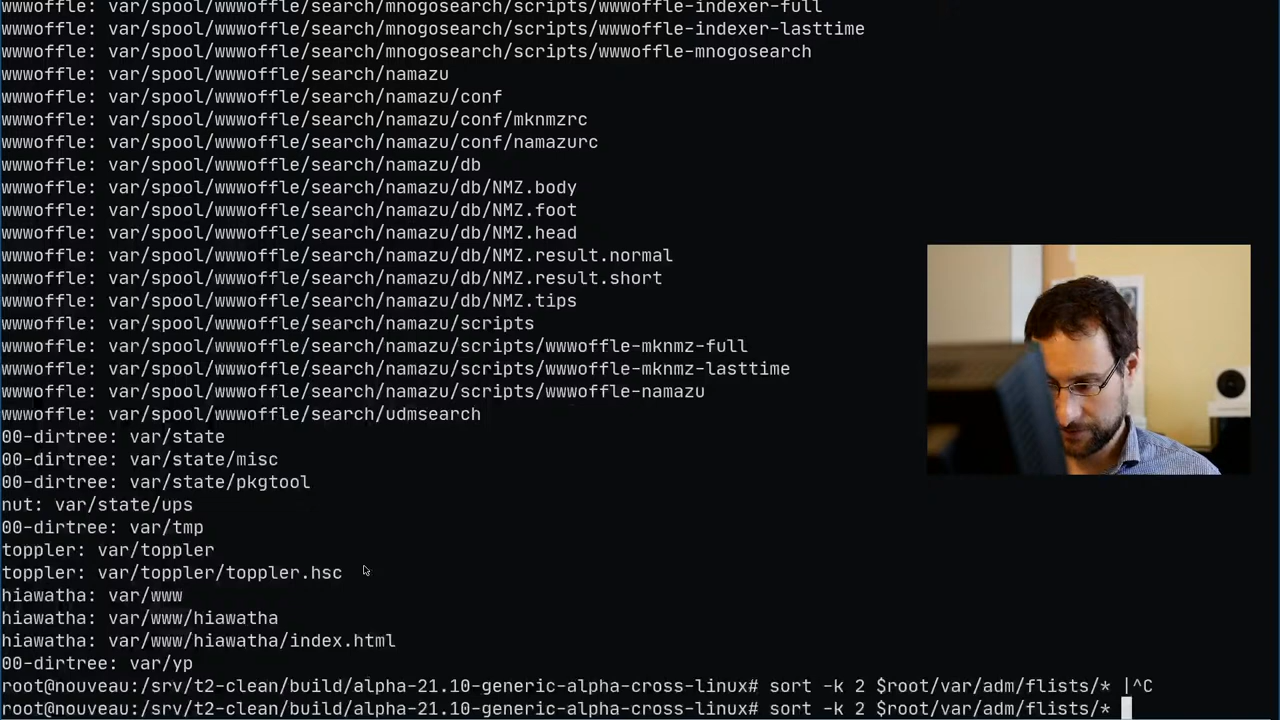 wwwoffle: var/spool/wwwoffle/search/mnogosearch/scripts/wwwoffle-indexer-full
wwwoffle: var/spool/wwwoffle/search/mnogosearch/scripts/wwwoffle-indexer-lasttime
wwwoffle: var/spool/wwwoffle/search/mnogosearch/scripts/wwwoffle-mnogosearch
wwwoffle: var/spool/wwwoffle/search/namazu
wwwoffle: var/spool/wwwoffle/search/namazu/conf
wwwoffle: var/spool/wwwoffle/search/namazu/conf/mknmzrc
wwwoffle: var/spool/wwwoffle/search/namazu/conf/namazurc
wwwoffle: var/spool/wwwoffle/search/namazu/db
wwwoffle: var/spool/wwwoffle/search/namazu/db/NMZ.body
wwwoffle: var/spool/wwwoffle/search/namazu/db/NMZ.foot
wwwoffle: var/spool/wwwoffle/search/namazu/db/NMZ.head
wwwoffle: var/spool/wwwoffle/search/namazu/db/NMZ.result.normal
wwwoffle: var/spool/wwwoffle/search/namazu/db/NMZ.result.short
wwwoffle: var/spool/wwwoffle/search/namazu/db/NMZ.tips
wwwoffle: var/spool/wwwoffle/search/namazu/scripts
wwwoffle: var/spool/wwwoffle/search/namazu/scripts/wwwoffle-mknmz-full
wwwoffle: var/spool/wwwoffle/search/namazu/scripts/wwwoffle-mknmz-lasttime
wwwoffle: var/spool/wwwoffle/search/namazu/scripts/wwwoffle-namazu
wwwoffle: var/spool/wwwoffle/search/udmsearch
00-dirtree: var/state
00-dirtree: var/state/misc
00-dirtree: var/state/pkgtool
nut: var/state/ups
00-dirtree: var/tmp
toppler: var/toppler
toppler: var/toppler/toppler.hsc
hiawatha: var/www
hiawatha: var/www/hiawatha
hiawatha: var/www/hiawatha/index.html
00-dirtree: var/yp
root@nouveau:/srv/t2-clean/build/alpha-21.10-generic-alpha-cross-linux# sort -k 2 $root/var/adm/flists/* |^C
root@nouveau:/srv/t2-clean/build/alpha-21.10-generic-alpha-cross-linux# sort -k 2 $root/var/adm/flists/*